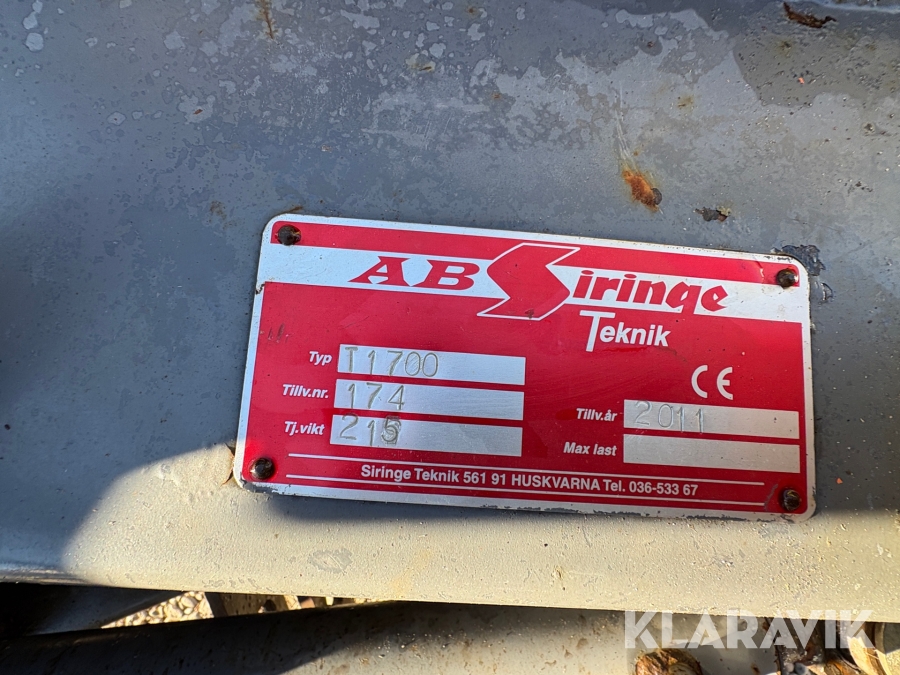 AB Siringe
Teknik
Typ T1700
Tillv.nr. 174
Tj.vikt 215
Tillv.år 2011
Max last
CE
Siringe Teknik 561 91 HUSKVARNA Tel. 036-533 67
KLARAVIK